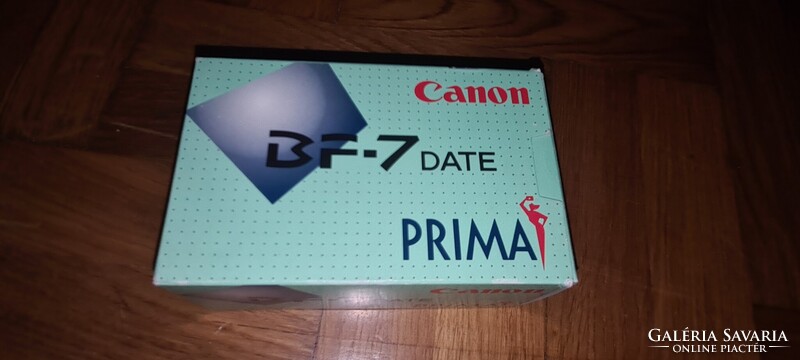 Canon
BF-7 DATE
PRIMA
Canon
GALÉRIA SAVARIA
ONLINE PIACTÉR